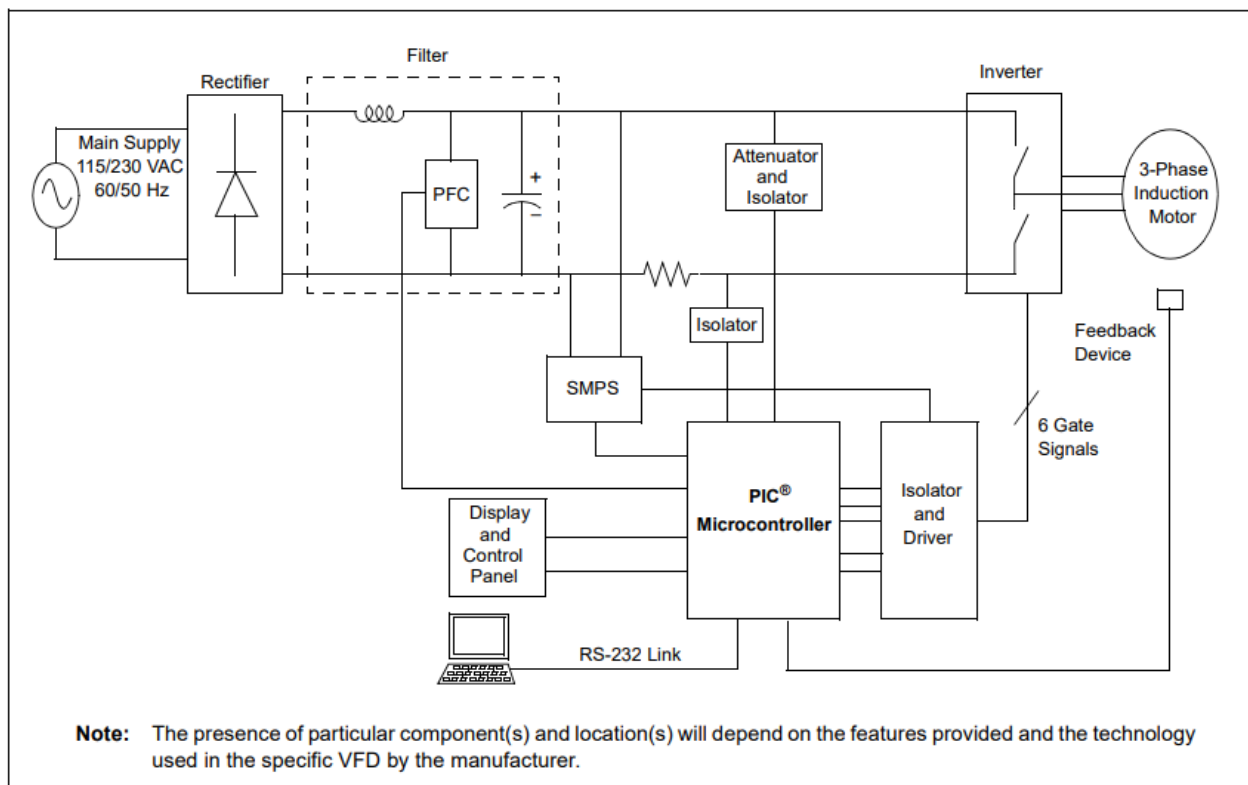 Filter
Rectifier
Inverter
Main Supply
115/230 VAC
60/50 Hz
PFC
+
–
Attenuator
and
Isolator
3-Phase
Induction
Motor
Isolator
Feedback
Device
SMPS
6 Gate
Signals
PIC®
Microcontroller
Isolator
and
Driver
Display
and
Control
Panel
RS-232 Link
Note: The presence of particular component(s) and location(s) will depend on the features provided and the technology
used in the specific VFD by the manufacturer.